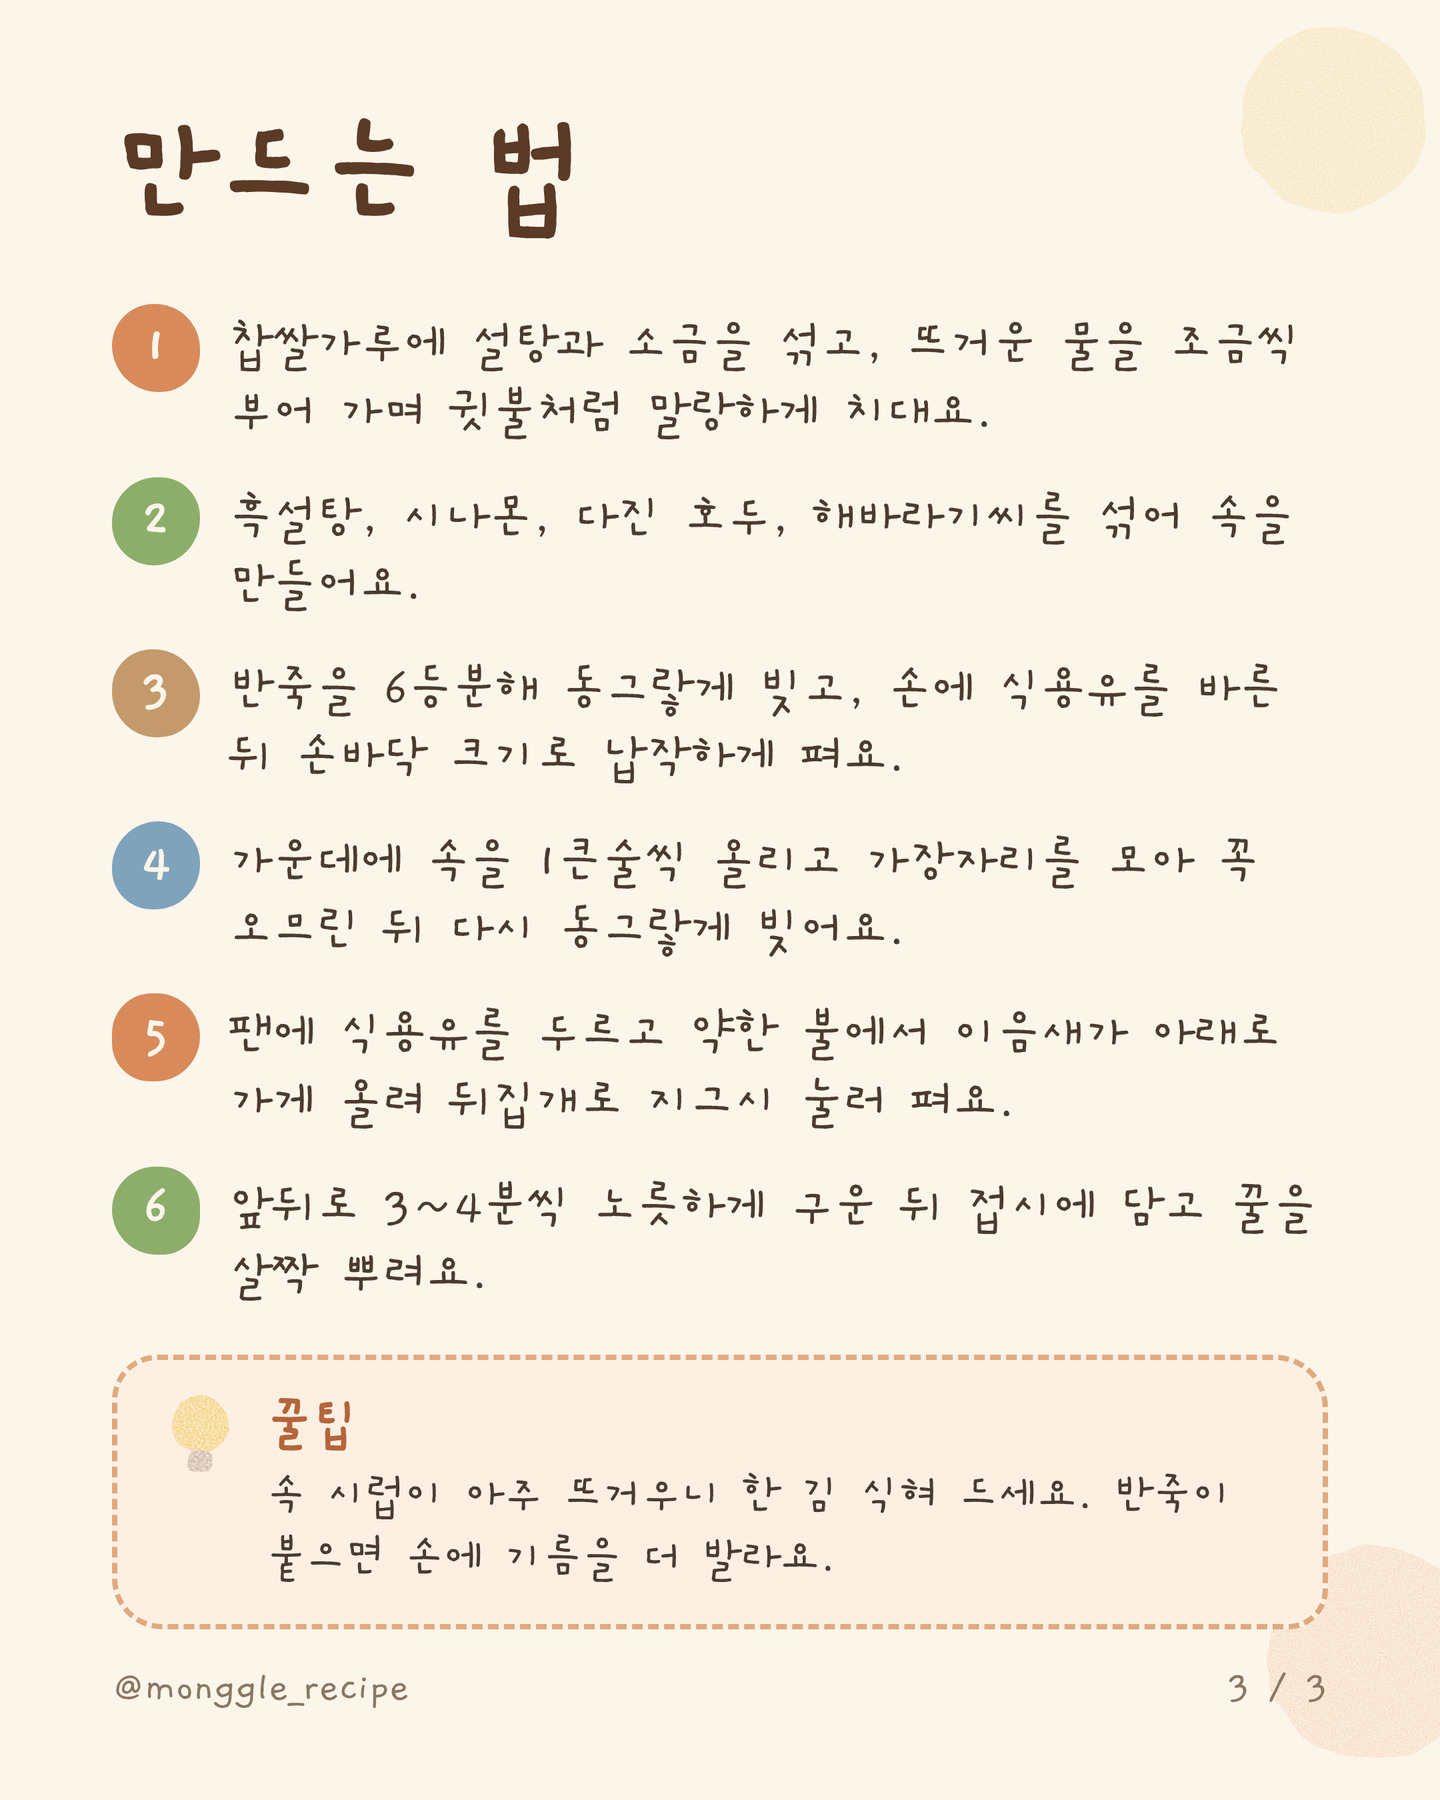 만드는 법
1 찹쌀가루에 설탕과 소금을 섞고, 뜨거운 물을 조금씩
부어 가며 귓불처럼 말랑하게 치대요.
2 흑설탕, 시나몬, 다진 호두, 해바라기씨를 섞어 속을
만들어요.
3 반죽을 6등분해 동그랗게 빚고, 손에 식용유를 바른
뒤 손바닥 크기로 납작하게 펴요.
4 가운데에 속을 1큰술씩 올리고 가장자리를 모아 꼭
오므린 뒤 다시 동그랗게 빚어요.
5 팬에 식용유를 두르고 약한 불에서 이음새가 아래로
가게 올려 뒤집개로 지그시 눌러 펴요.
6 앞뒤로 3~4분씩 노릇하게 구운 뒤 접시에 담고 꿀을
살짝 뿌려요.
꿀팁
속 시럽이 아주 뜨거우니 한 김 식혀 드세요. 반죽이
붙으면 손에 기름을 더 발라요.
@monggle_recipe
3 / 3